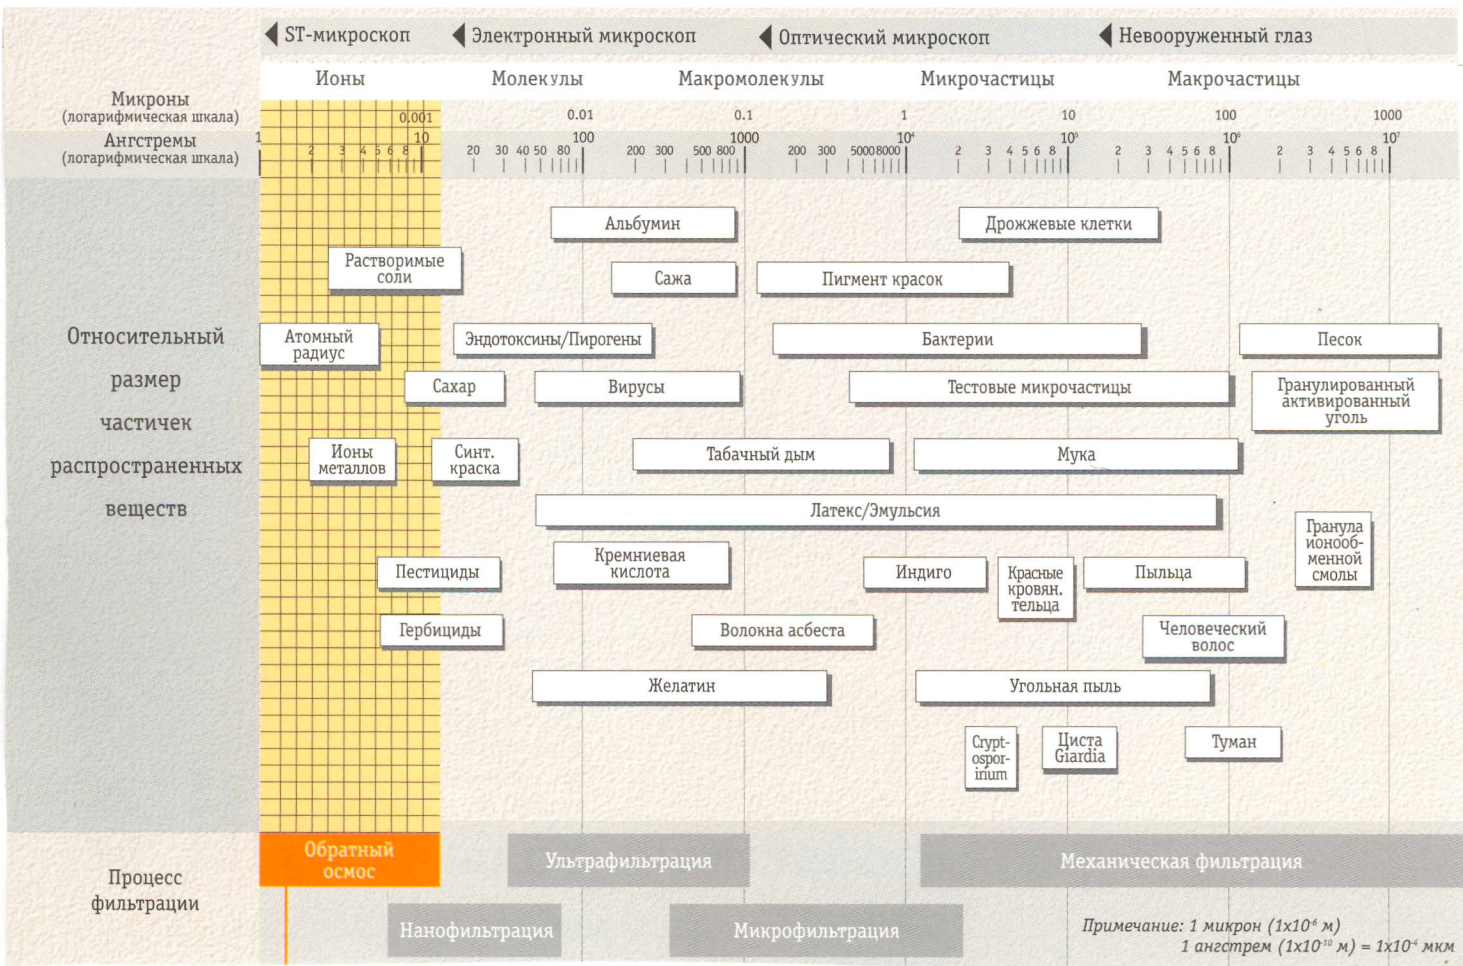 ◀ ST-микроскоп ◀ Электронный микроскоп ◀ Оптический микроскоп ◀ Невооруженный глаз
Ионы Молекулы Макромолекулы Микрочастицы Макрочастицы
Микроны
(логарифмическая шкала)
0.001 0.01 0.1 1 10 100 1000
Ангстремы
(логарифмическая шкала)
1 10 100 1000 10⁴ 10⁵ 10⁶ 10⁷
2 3 4 5 6 8 20 30 40 50 80 200 300 500 800 200 300 5000 8000 2 3 4 5 6 8 2 3 4 5 6 8 2 3 4 5 6 8
Относительный
размер
частичек
распространенных
веществ
Альбумин
Дрожжевые клетки
Растворимые
соли
Сажа
Пигмент красок
Атомный
радиус
Эндотоксины/Пирогены
Бактерии
Песок
Сахар
Вирусы
Тестовые микрочастицы
Гранулированный
активированный
уголь
Ионы
металлов
Синт.
краска
Табачный дым
Мука
Латекс/Эмульсия
Гранула
ионооб-
менной
смолы
Пестициды
Кремниевая
кислота
Индиго
Красные
кровян.
тельца
Пыльца
Гербициды
Волокна асбеста
Человеческий
волос
Желатин
Угольная пыль
Crypt-
ospor-
irium
Циста
Giardia
Туман
Процесс
фильтрации
Обратный
осмос
Ультрафильтрация
Механическая фильтрация
Нанофильтрация
Микрофильтрация
Примечание: 1 микрон (1x10⁻⁶ м)
1 ангстрем (1x10⁻¹⁰ м) = 1x10⁻⁴ мкм